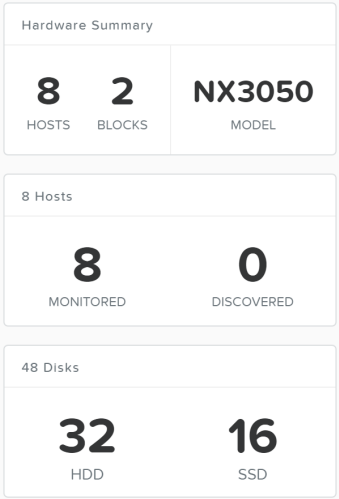 Hardware Summary
8 2 NX3050
HOSTS BLOCKS MODEL
8 Hosts
8 0
MONITORED DISCOVERED
48 Disks
32 16
HDD SSD